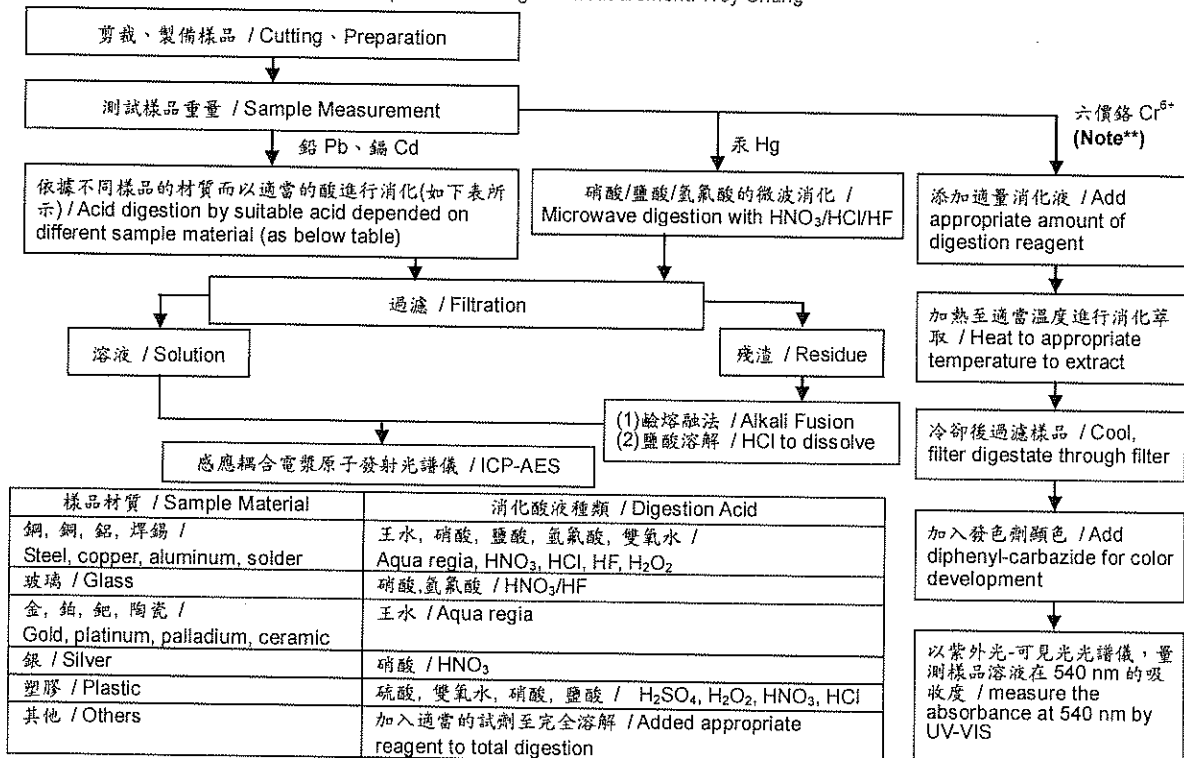 剪裁、製備樣品 / Cutting、Preparation
測試樣品重量 / Sample Measurement
鉛 Pb、鎘 Cd
汞 Hg
六價鉻 Cr⁶⁺
(Note**)
依據不同樣品的材質而以適當的酸進行消化(如下表所
示) / Acid digestion by suitable acid depended on
different sample material (as below table)
硝酸/鹽酸/氫氟酸的微波消化 /
Microwave digestion with HNO₃/HCl/HF
添加適量消化液 / Add
appropriate amount of
digestion reagent
過濾 / Filtration
溶液 / Solution
殘渣 / Residue
加熱至適當溫度進行消化萃
取 / Heat to appropriate
temperature to extract
(1)鹼熔融法 / Alkali Fusion
(2)鹽酸溶解 / HCl to dissolve
感應耦合電漿原子發射光譜儀 / ICP-AES
冷卻後過濾樣品 / Cool,
filter digestate through filter
加入發色劑顯色 / Add
diphenyl-carbazide for color
development
以紫外光-可見光光譜儀，量
測樣品溶液在 540 nm 的吸
收度 / measure the
absorbance at 540 nm by
UV-VIS
樣品材質 / Sample Material
消化酸液種類 / Digestion Acid
鋼, 銅, 鋁, 焊錫 /
Steel, copper, aluminum, solder
王水, 硝酸, 鹽酸, 氫氟酸, 雙氧水 /
Aqua regia, HNO₃, HCl, HF, H₂O₂
玻璃 / Glass
硝酸,氫氟酸 / HNO₃/HF
金, 鉑, 鈀, 陶瓷 /
Gold, platinum, palladium, ceramic
王水 / Aqua regia
銀 / Silver
硝酸 / HNO₃
塑膠 / Plastic
硫酸, 雙氧水, 硝酸, 鹽酸 / H₂SO₄, H₂O₂, HNO₃, HCl
其他 / Others
加入適當的試劑至完全溶解 / Added appropriate
reagent to total digestion